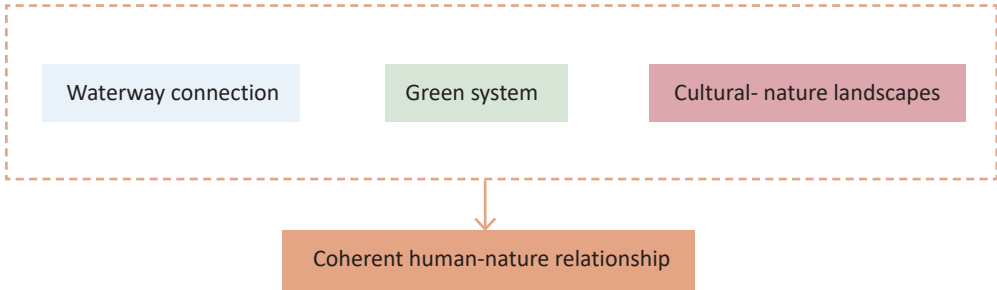 Waterway connection
Green system
Cultural- nature landscapes
Coherent human-nature relationship